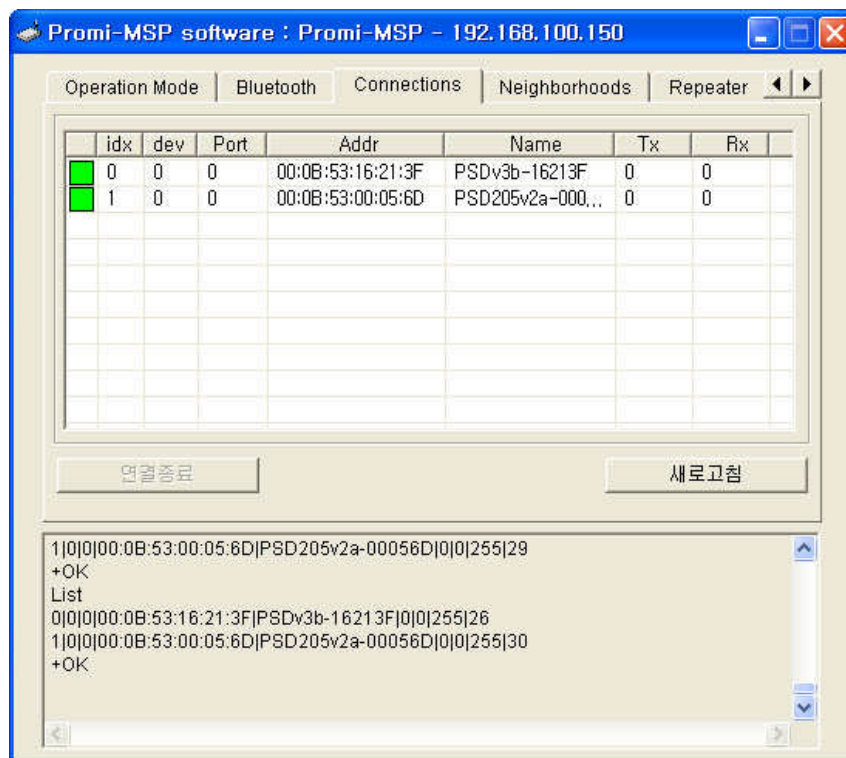 Promi-MSP software : Promi-MSP - 192.168.100.150
Operation Mode Bluetooth Connections Neighborhoods Repeater
idx dev Port Addr Name Tx Rx
0 0 0 00:0B:53:16:21:3F PSDv3b-16213F 0 0
1 0 0 00:0B:53:00:05:6D PSD205v2a-000... 0 0
연결종료 새로고침
1|0|0|00:0B:53:00:05:6D|PSD205v2a-00056D|0|0|255|29
+OK
List
0|0|0|00:0B:53:16:21:3F|PSDv3b-16213F|0|0|255|26
1|0|0|00:0B:53:00:05:6D|PSD205v2a-00056D|0|0|255|30
+OK